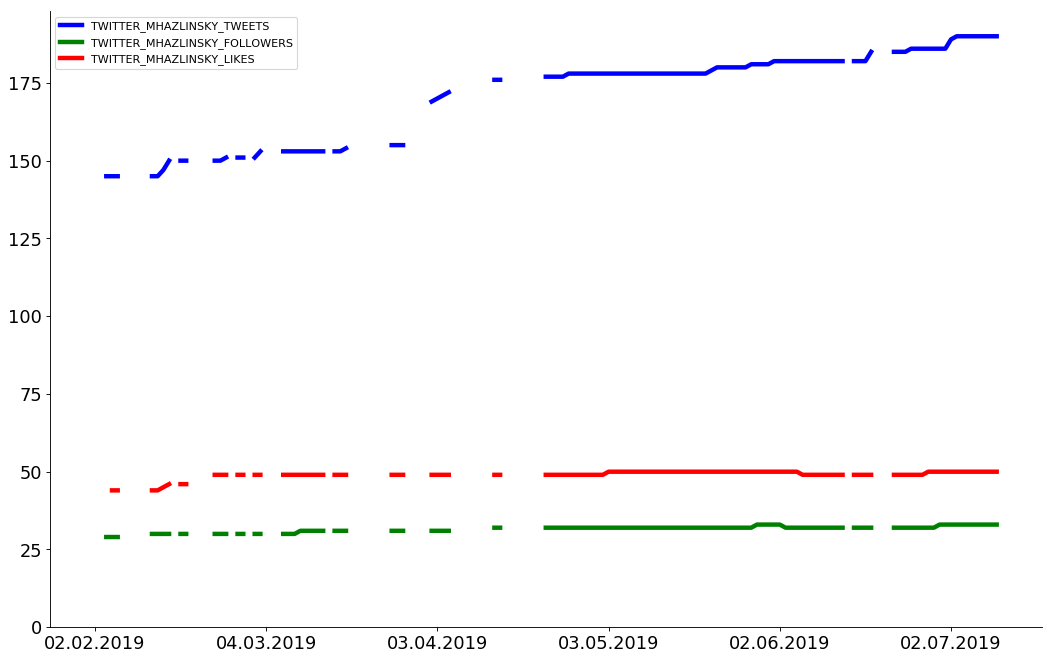 TWITTER_MHAZLINSKY_TWEETS
TWITTER_MHAZLINSKY_FOLLOWERS
TWITTER_MHAZLINSKY_LIKES
175
150
125
100
75
50
25
0
02.02.2019 04.03.2019 03.04.2019 03.05.2019 02.06.2019 02.07.2019